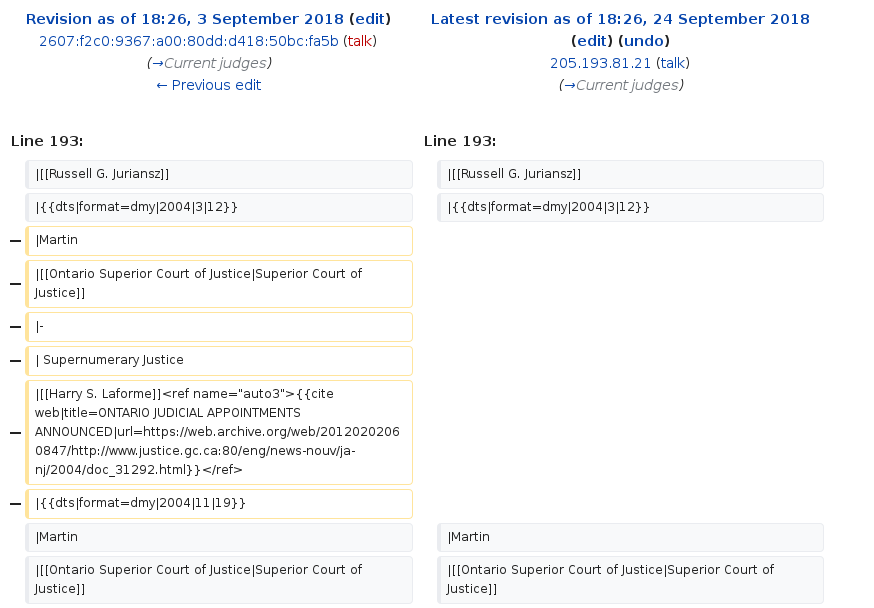 Revision as of 18:26, 3 September 2018 (edit)
2607:f2c0:9367:a00:80dd:d418:50bc:fa5b (talk)
(→Current judges)
← Previous edit
Latest revision as of 18:26, 24 September 2018
(edit) (undo)
205.193.81.21 (talk)
(→Current judges)
Line 193:
Line 193:
|[[Russell G. Juriansz]]
|[[Russell G. Juriansz]]
|{{dts|format=dmy|2004|3|12}}
|{{dts|format=dmy|2004|3|12}}
− |Martin
− |[[Ontario Superior Court of Justice|Superior Court of
Justice]]
− |-
− | Supernumerary Justice
− |[[Harry S. Laforme]]<ref name="auto3">{{cite
web|title=ONTARIO JUDICIAL APPOINTMENTS
ANNOUNCED|url=https://web.archive.org/web/2012020206
0847/http://www.justice.gc.ca:80/eng/news-nouv/ja-
nj/2004/doc_31292.html}}</ref>
− |{{dts|format=dmy|2004|11|19}}
|Martin
|Martin
|[[Ontario Superior Court of Justice|Superior Court of
Justice]]
|[[Ontario Superior Court of Justice|Superior Court of
Justice]]